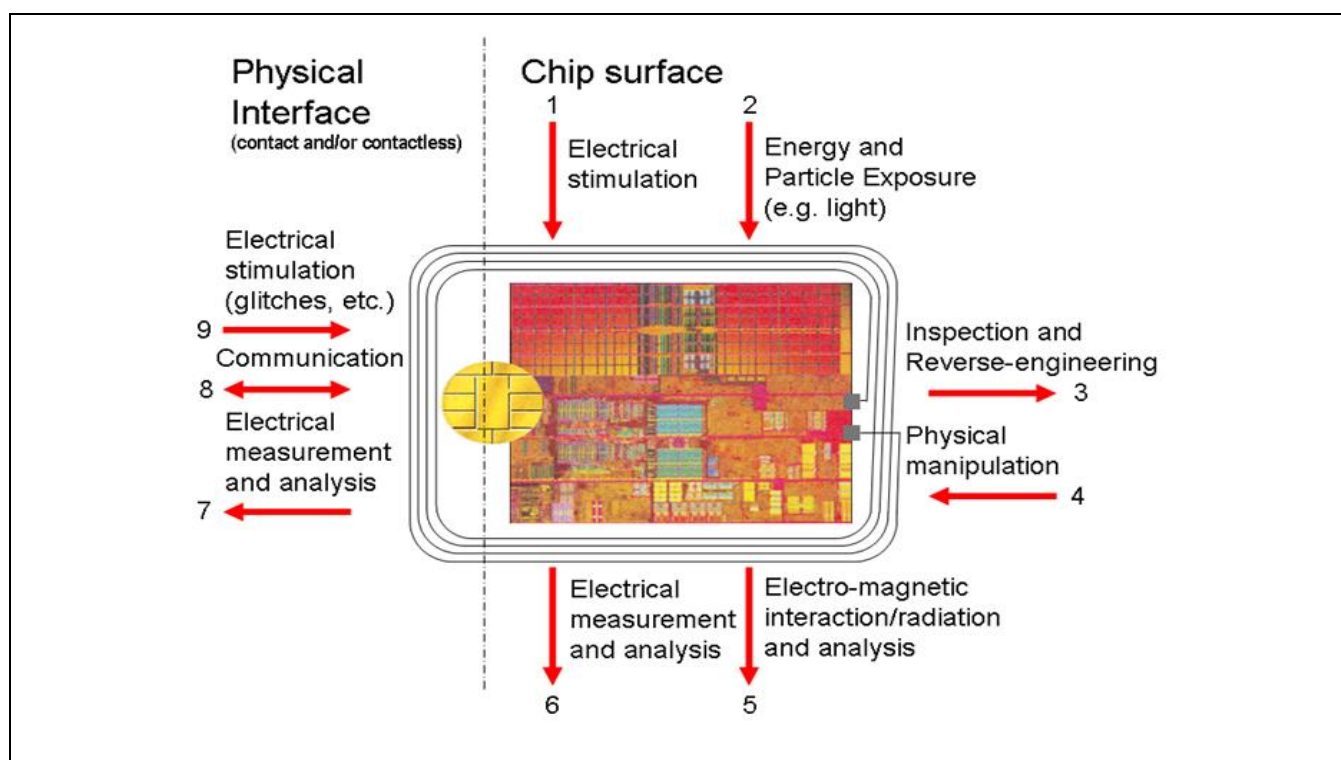 Physical
Interface
(contact and/or contactless)
Chip surface
1
2
Electrical
stimulation
Energy and
Particle Exposure
(e.g. light)
Electrical
stimulation
(glitches, etc.)
9
Communication
8
Electrical
measurement
and analysis
7
Inspection and
Reverse-engineering
3
Physical
manipulation
4
Electrical
measurement
and analysis
6
Electro-magnetic
interaction/radiation
and analysis
5